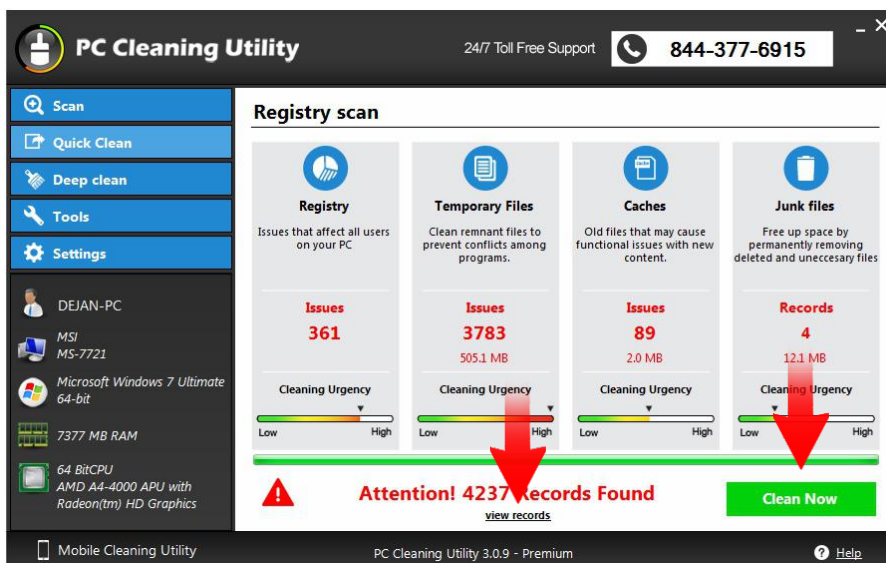 PC Cleaning Utility
24/7 Toll Free Support
844-377-6915
Scan
Quick Clean
Deep clean
Tools
Settings
DEJAN-PC
MSI
MS-7721
Microsoft Windows 7 Ultimate
64-bit
7377 MB RAM
64 BitCPU
AMD A4-4000 APU with
Radeon(tm) HD Graphics
Registry scan
Registry
Issues that affect all users
on your PC
Issues
361
Cleaning Urgency
Low High
Temporary Files
Clean remnant files to
prevent conflicts among
programs.
Issues
3783
505.1 MB
Cleaning Urgency
Low High
Caches
Old files that may cause
functional issues with new
content.
Issues
89
2.0 MB
Cleaning Urgency
Low High
Junk files
Free up space by
permanently removing
deleted and uneccesary files
Records
4
12.1 MB
Cleaning Urgency
Low High
Attention! 4237 Records Found
view records
Clean Now
Mobile Cleaning Utility
PC Cleaning Utility 3.0.9 - Premium
Help